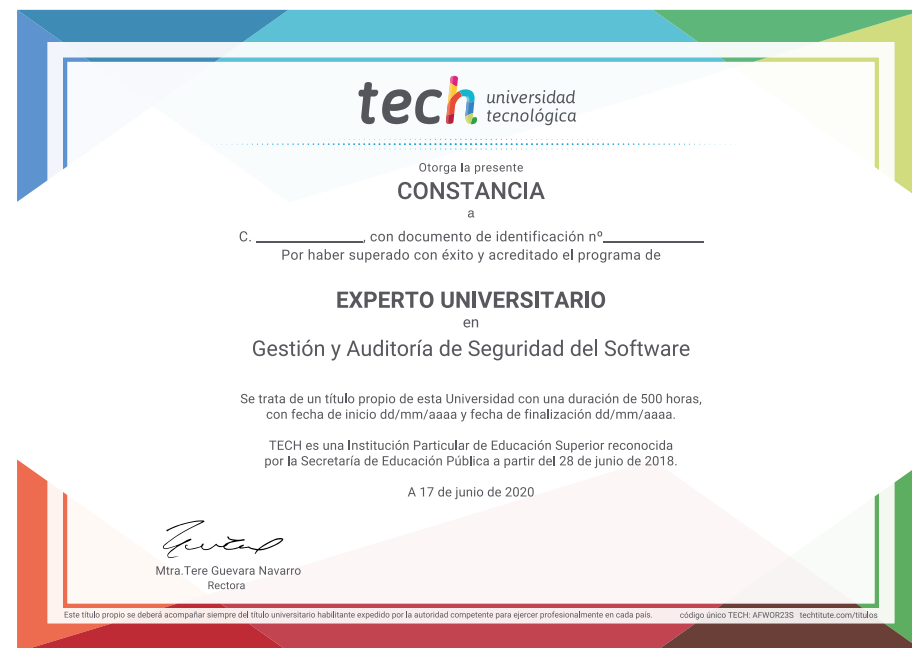 tech universidad
tecnológica
Otorga la presente
CONSTANCIA
a
C. ______________, con documento de identificación nº______________
Por haber superado con éxito y acreditado el programa de
EXPERTO UNIVERSITARIO
en
Gestión y Auditoría de Seguridad del Software
Se trata de un título propio de esta Universidad con una duración de 500 horas,
con fecha de inicio dd/mm/aaaa y fecha de finalización dd/mm/aaaa.
TECH es una Institución Particular de Educación Superior reconocida
por la Secretaría de Educación Pública a partir del 28 de junio de 2018.
A 17 de junio de 2020
Mtra.Tere Guevara Navarro
Rectora
Este título propio se deberá acompañar siempre del título universitario habilitante expedido por la autoridad competente para ejercer profesionalmente en cada país. código único TECH: AFWOR23S techtitute.com/titulos